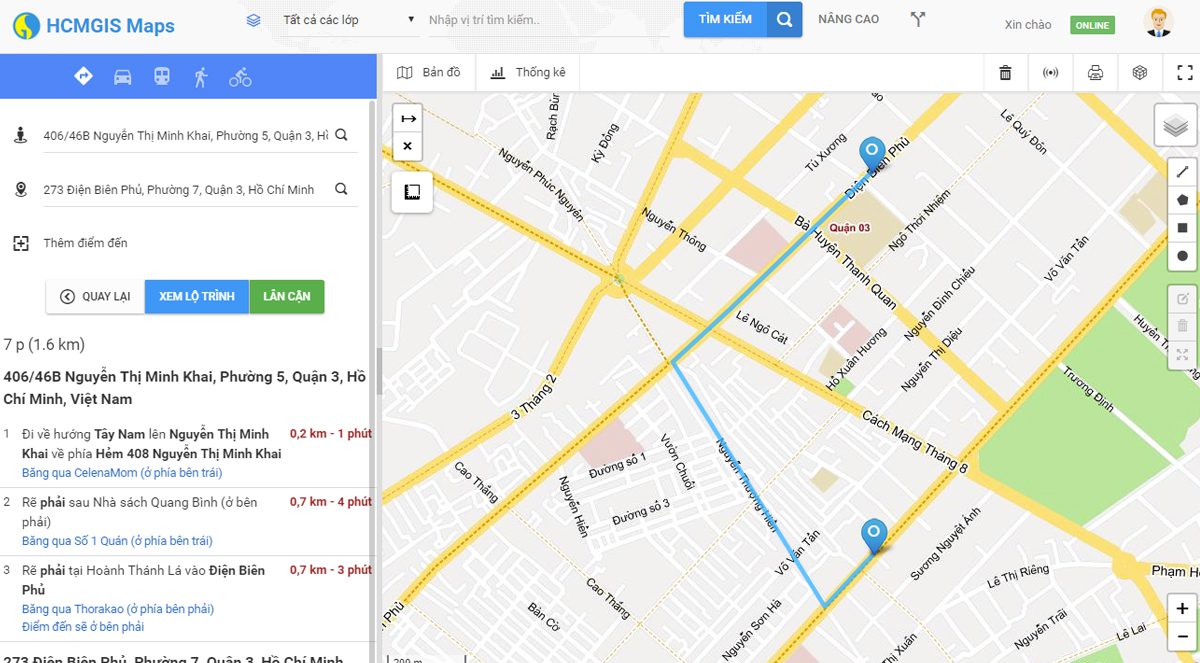 HCMGIS Maps
Tất cả các lớp
Nhập vị trí tìm kiếm..
TÌM KIẾM
NÂNG CAO
Xin chào
ONLINE
Bản đồ
Thống kê
406/46B Nguyễn Thị Minh Khai, Phường 5, Quận 3, Hồ
273 Điện Biên Phủ, Phường 7, Quận 3, Hồ Chí Minh
Thêm điểm đến
QUAY LẠI
XEM LỘ TRÌNH
LÂN CẬN
7 p (1.6 km)
406/46B Nguyễn Thị Minh Khai, Phường 5, Quận 3, Hồ
Chí Minh, Việt Nam
1 Đi về hướng Tây Nam lên Nguyễn Thị Minh 0,2 km - 1 phút
Khai về phía Hẻm 408 Nguyễn Thị Minh Khai
Băng qua CelenaMom (ở phía bên trái)
2 Rẽ phải sau Nhà sách Quang Bình (ở bên 0,7 km - 4 phút
phải)
Băng qua Số 1 Quán (ở phía bên trái)
3 Rẽ phải tại Hoành Thánh Lá vào Điện Biên 0,7 km - 3 phút
Phủ
Băng qua Thorakao (ở phía bên phải)
Điểm đến sẽ ở bên phải
273 Điện Biên Phủ, Phường 7, Quận 3, Hồ Chí Minh
Rạch Bùn
Kỳ Đồng
Nguyễn Phúc Nguyên
Nguyễn Thông
Tú Xương
Điện Biên Phủ
Lê Quý Đôn
Quận 03
Bà Huyện Thanh Quan
Ngô Thời Nhiệm
Võ Văn Tần
Nguyễn Đình Chiểu
Lê Ngô Cát
Hồ Xuân Hương
Nguyễn Thị Diệu
Trương Định
3 Tháng 2
Cách Mạng Tháng 8
Vườn Chuối
Đường số 1
Nguyễn Thượng Hiền
Cao Thắng
Nguyễn Hiền
Đường số 3
Võ Văn Tần
Sương Nguyệt Ánh
Lê Thị Riêng
Cao Thắng
Bàn Cờ
Nguyễn Sơn Hà
Nguyễn Trãi
Lê Lai
Phủ
200 m